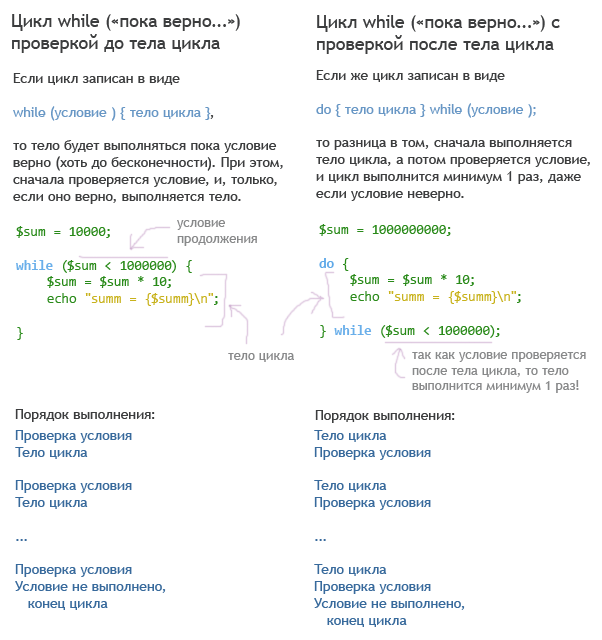 Цикл while («пока верно...»)
проверкой до тела цикла
Если цикл записан в виде
while (условие ) { тело цикла },
то тело будет выполняться пока условие
верно (хоть до бесконечности). При этом,
сначала проверяется условие, и, только,
если оно верно, выполняется тело.
$sum = 10000;
условие
продолжения
while ($sum < 1000000) {
$sum = $sum * 10;
echo "summ = {$summ}\n";
}
тело цикла
Порядок выполнения:
Проверка условия
Тело цикла
Проверка условия
Тело цикла
...
Проверка условия
Условие не выполнено,
конец цикла
Цикл while («пока верно...») с
проверкой после тела цикла
Если же цикл записан в виде
do { тело цикла } while (условие );
то разница в том, сначала выполняется
тело цикла, а потом проверяется условие,
и цикл выполнится минимум 1 раз, даже
если условие неверно.
$sum = 1000000000;
do {
$sum = $sum * 10;
echo "summ = {$summ}\n";
} while ($sum < 1000000);
так как условие проверяется
после тела цикла, то тело
выполнится минимум 1 раз!
Порядок выполнения:
Тело цикла
Проверка условия
Тело цикла
Проверка условия
...
Тело цикла
Проверка условия
Условие не выполнено,
конец цикла